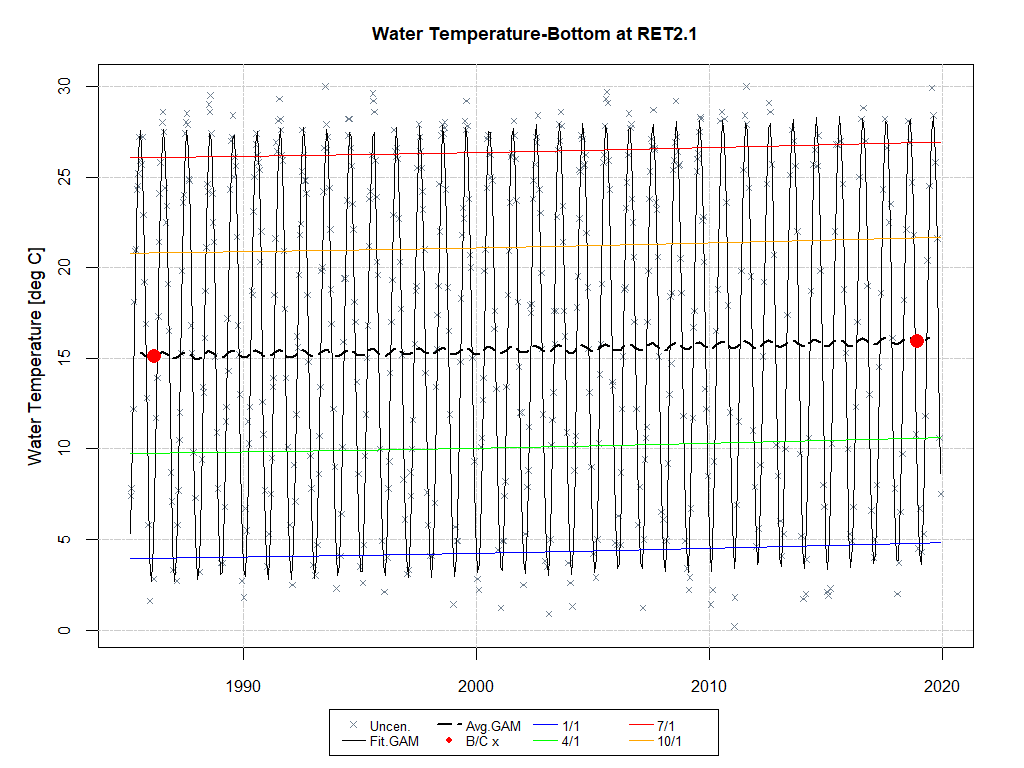 Water Temperature-Bottom at RET2.1
Water Temperature [deg C]
30
25
20
15
10
5
0
1990 2000 2010 2020
Uncen. Avg.GAM 1/1 7/1
Fit.GAM B/C x 4/1 10/1